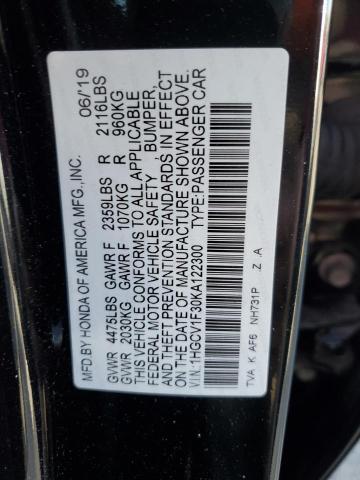 MFD.BY HONDA OF AMERICA MFG.,INC. 06/'19
GVWR 4475LBS GAWR F 2359LBS R 2116LBS
GVWR 2030KG GAWR F 1070KG R 960KG
THIS VEHICLE CONFORMS TO ALL APPLICABLE
FEDERAL MOTOR VEHICLE SAFETY , BUMPER,
AND THEFT PREVENTION STANDARDS IN EFFECT
ON THE DATE OF MANUFACTURE SHOWN ABOVE.
V.I.N:1HGCV1F30KA122300 TYPE:PASSENGER CAR
TVA K AF6 NH731P Z .A